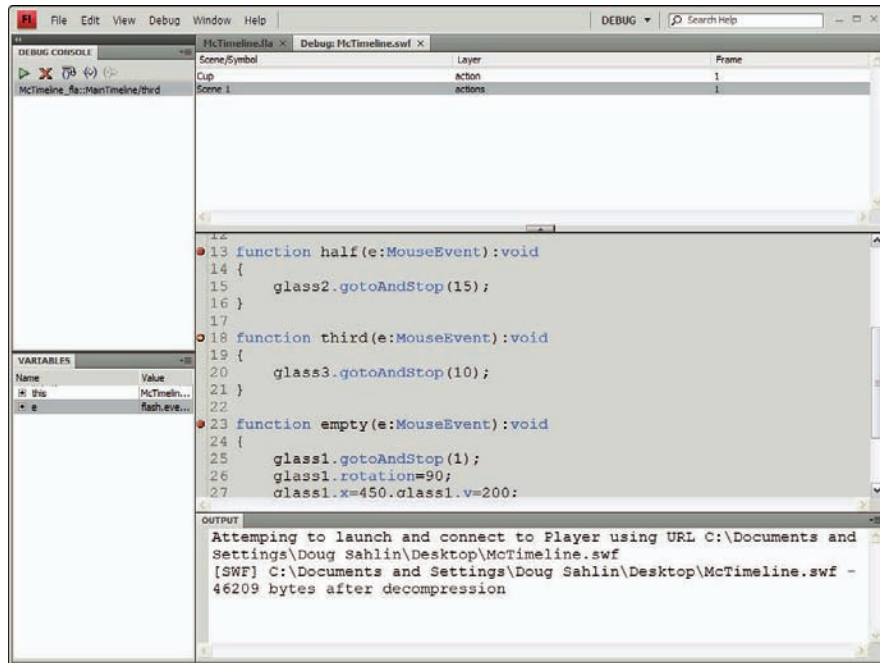 Fl File Edit View Debug Window Help DEBUG Search Help
DEBUG CONSOLE
McTimeline_fla::MainTimeline/third
McTimeline.fla × Debug: McTimeline.swf ×
Scene/Symbol Layer Frame
Cup action 1
Scene 1 actions 1
12
13 function half(e:MouseEvent):void
14 {
15 glass2.gotoAndStop(15);
16 }
17
18 function third(e:MouseEvent):void
19 {
20 glass3.gotoAndStop(10);
21 }
22
23 function empty(e:MouseEvent):void
24 {
25 glass1.gotoAndStop(1);
26 glass1.rotation=90;
27 glass1.x=450,glass1.y=200;
VARIABLES
Name Value
this McTimelin...
e flash.eve...
OUTPUT
Attemping to launch and connect to Player using URL C:\Documents and
Settings\Doug Sahlin\Desktop\McTimeline.swf
[SWF] C:\Documents and Settings\Doug Sahlin\Desktop\McTimeline.swf -
46209 bytes after decompression